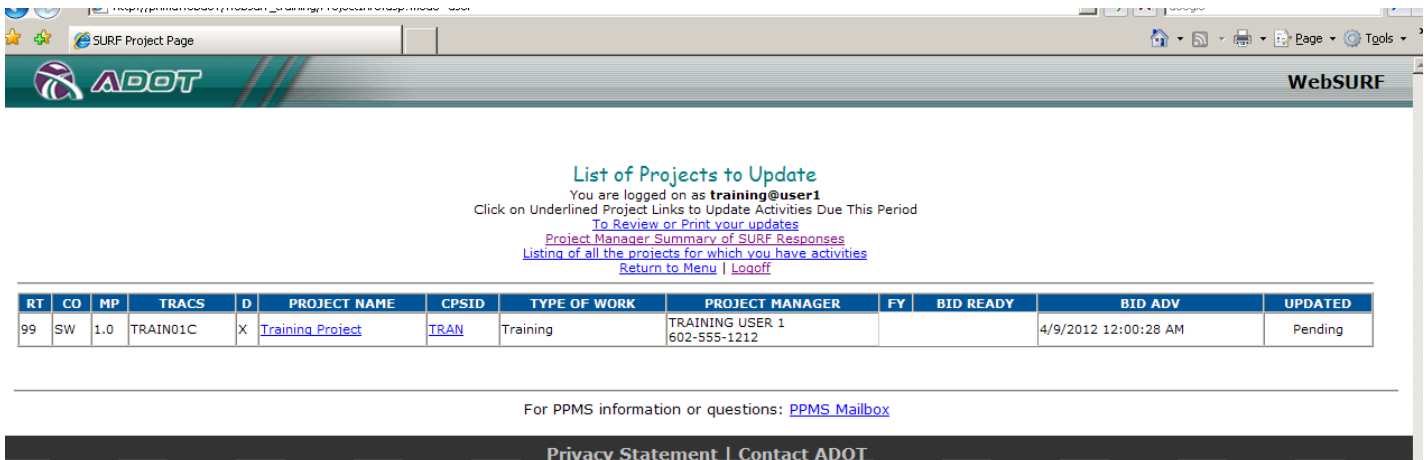 SURF Project Page
Page Tools
ADOT
WebSURF
List of Projects to Update
You are logged on as training@user1
Click on Underlined Project Links to Update Activities Due This Period
To Review or Print your updates
Project Manager Summary of SURF Responses
Listing of all the projects for which you have activities
Return to Menu | Logoff
RT CO MP TRACS D PROJECT NAME CPSID TYPE OF WORK PROJECT MANAGER FY BID READY BID ADV UPDATED
99 SW 1.0 TRAIN01C X Training Project TRAN Training TRAINING USER 1 4/9/2012 12:00:28 AM Pending
602-555-1212
For PPMS information or questions: PPMS Mailbox
Privacy Statement | Contact ADOT